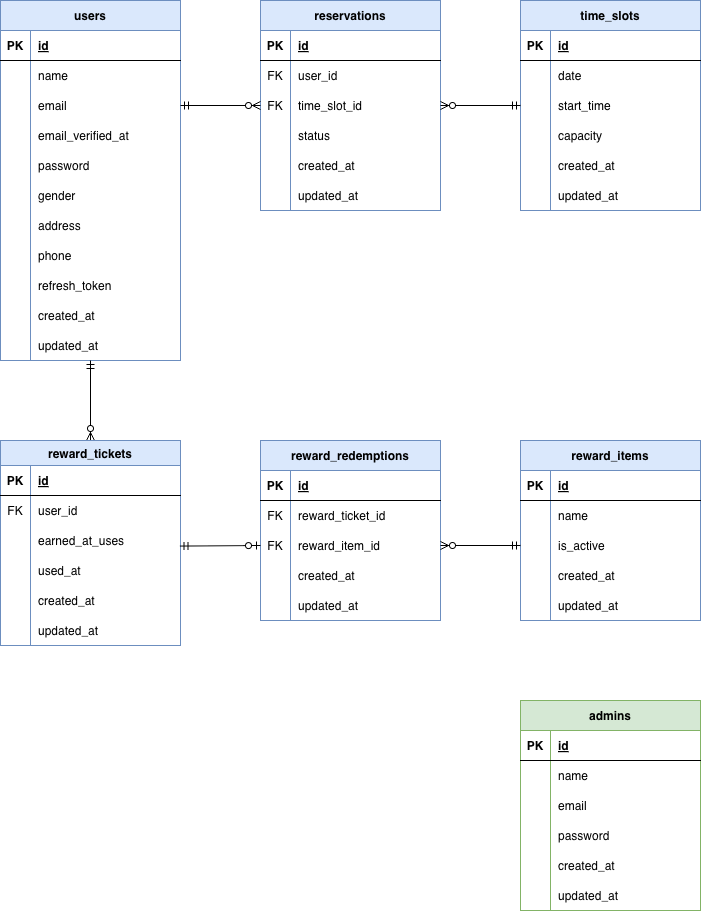 users
PK id
name
email
email_verified_at
password
gender
address
phone
refresh_token
created_at
updated_at
reservations
PK id
FK user_id
FK time_slot_id
status
created_at
updated_at
time_slots
PK id
date
start_time
capacity
created_at
updated_at
reward_tickets
PK id
FK user_id
earned_at_uses
used_at
created_at
updated_at
reward_redemptions
PK id
FK reward_ticket_id
FK reward_item_id
created_at
updated_at
reward_items
PK id
name
is_active
created_at
updated_at
admins
PK id
name
email
password
created_at
updated_at